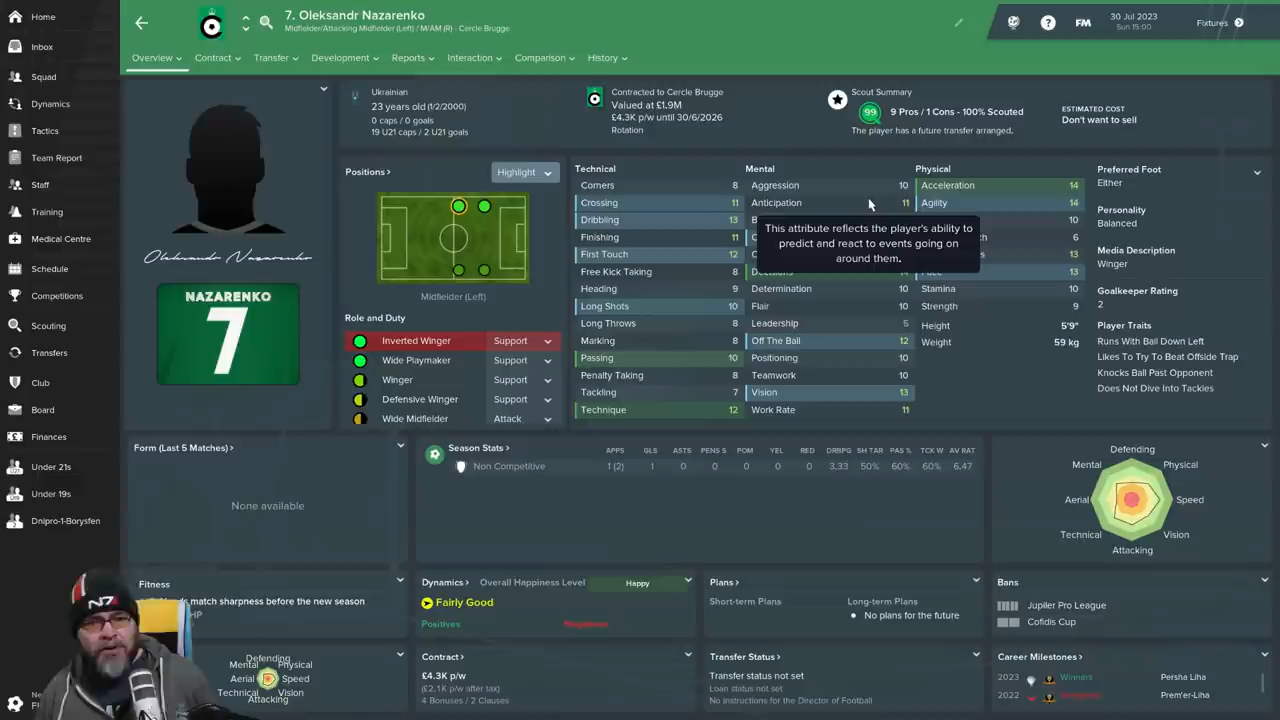 Home
Inbox
Squad
Dynamics
Tactics
Team Report
Staff
Training
Medical Centre
Schedule
Competitions
Scouting
Transfers
Club
Board
Finances
Under 21s
Under 19s
Dnipro-1-Borysfen
7. Oleksandr Nazarenko
Midfielder/Attacking Midfielder (Left) / M/AM (R) - Cercle Brugge
FM
30 Jul 2023
Sun 15:00
Fixtures
Overview
Contract
Transfer
Development
Reports
Interaction
Comparison
History
Oleksandr Nazarenko
NAZARENKO
7
Ukrainian
23 years old (1/2/2000)
0 caps / 0 goals
19 U21 caps / 2 U21 goals
Contracted to Cercle Brugge
Valued at £1.9M
£4.3K p/w until 30/6/2026
Rotation
Scout Summary
99
9 Pros / 1 Cons - 100% Scouted
The player has a future transfer arranged.
ESTIMATED COST
Don't want to sell
Positions >
Highlight
Midfielder (Left)
Role and Duty
Inverted Winger Support
Wide Playmaker Support
Winger Support
Defensive Winger Support
Wide Midfielder Attack
Technical
Corners 8
Crossing 11
Dribbling 13
Finishing 11
First Touch 12
Free Kick Taking 8
Heading 9
Long Shots 10
Long Throws 8
Marking 8
Passing 10
Penalty Taking 8
Tackling 7
Technique 12
Mental
Aggression 10
Anticipation 11
This attribute reflects the player's ability to
predict and react to events going on
around them.
Determination 10
Flair 10
Leadership 5
Off The Ball 12
Positioning 10
Teamwork 10
Vision 13
Work Rate 11
Physical
Acceleration 14
Agility 14
10
6
13
13
Stamina 10
Strength 9
Height 5'9"
Weight 59 kg
Preferred Foot
Either
Personality
Balanced
Media Description
Winger
Goalkeeper Rating
2
Player Traits
Runs With Ball Down Left
Likes To Try To Beat Offside Trap
Knocks Ball Past Opponent
Does Not Dive Into Tackles
Form (Last 5 Matches) >
None available
Season Stats >
APPS GLS ASTS PENS S POM YEL RED DRBPG SH TAR PAS % TCK W AV RAT
Non Competitive 1 (2) 1 0 0 0 0 0 3.33 50% 60% 60% 6.47
Defending
Mental Physical
Aerial Speed
Technical Vision
Attacking
Fitness
match sharpness before the new season
Defending
Mental Physical
Aerial Speed
Technical Vision
Attacking
Dynamics > Overall Happiness Level Happy
Fairly Good
Positives
Plans >
Short-term Plans Long-term Plans
No plans for the future
Bans
Jupiler Pro League
Cofidis Cup
Contract >
£4.3K p/w
(£2.1K p/w after tax)
4 Bonuses / 2 Clauses
Transfer Status >
Transfer status not set
Loan status not set
No instructions for the Director of Football
Career Milestones >
2023 Winners Persha Liha
2022 Prem'er-Liha
N7